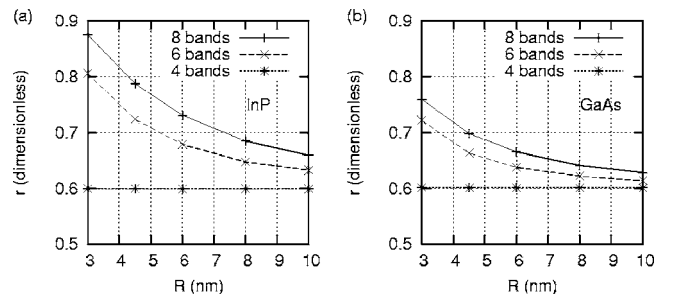 (a)
0.9
0.8
0.7
0.6
0.5
r (dimensionless)
8 bands
6 bands
4 bands
InP
3 4 5 6 7 8 9 10
R (nm)
(b)
0.9
0.8
0.7
0.6
0.5
r (dimensionless)
8 bands
6 bands
4 bands
GaAs
3 4 5 6 7 8 9 10
R (nm)